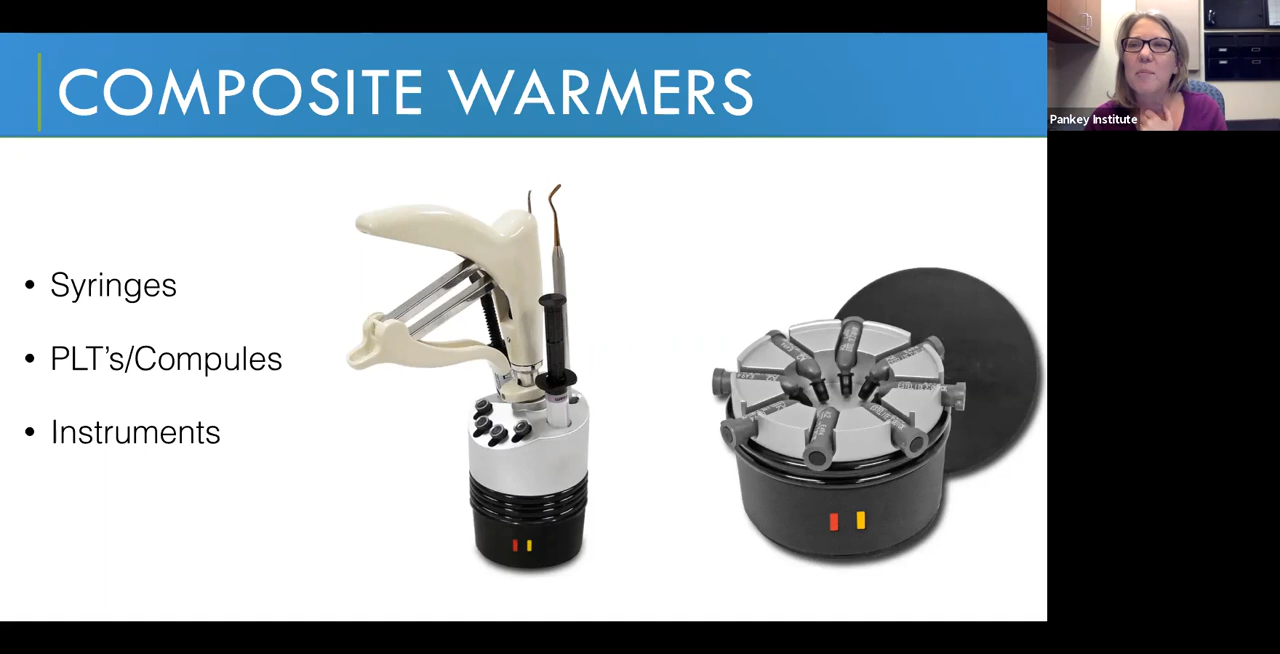 COMPOSITE WARMERS
Pankey Institute
• Syringes
• PLT's/Compules
• Instruments